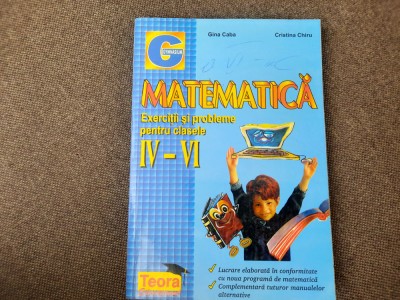 G
GIMNAZIU
Gina Caba Cristina Chiru
MATEMATICĂ
Exerciții și probleme
pentru clasele
IV - VI
Teora
✓ Lucrare elaborată în conformitate
cu noua programă de matematică
✓ Complementară tuturor manualelor
alternative